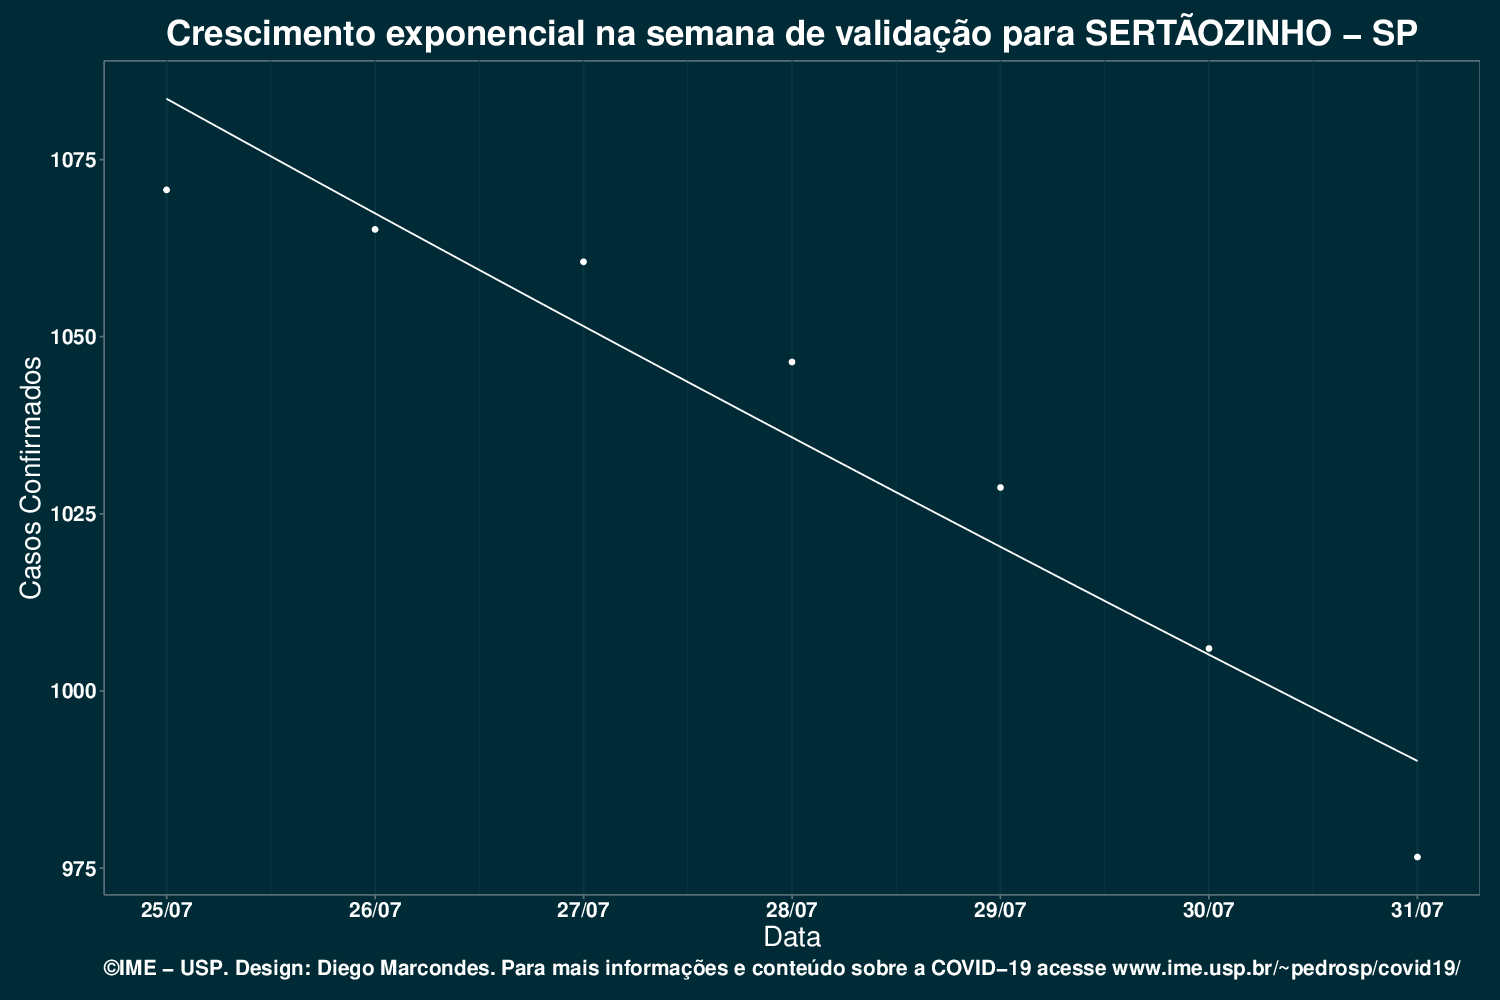 Crescimento exponencial na semana de validação para SERTÃOZINHO − SP
Casos Confirmados
1075
1050
1025
1000
975
25/07 26/07 27/07 28/07 29/07 30/07 31/07
Data
©IME − USP. Design: Diego Marcondes. Para mais informações e conteúdo sobre a COVID−19 acesse www.ime.usp.br/~pedrosp/covid19/